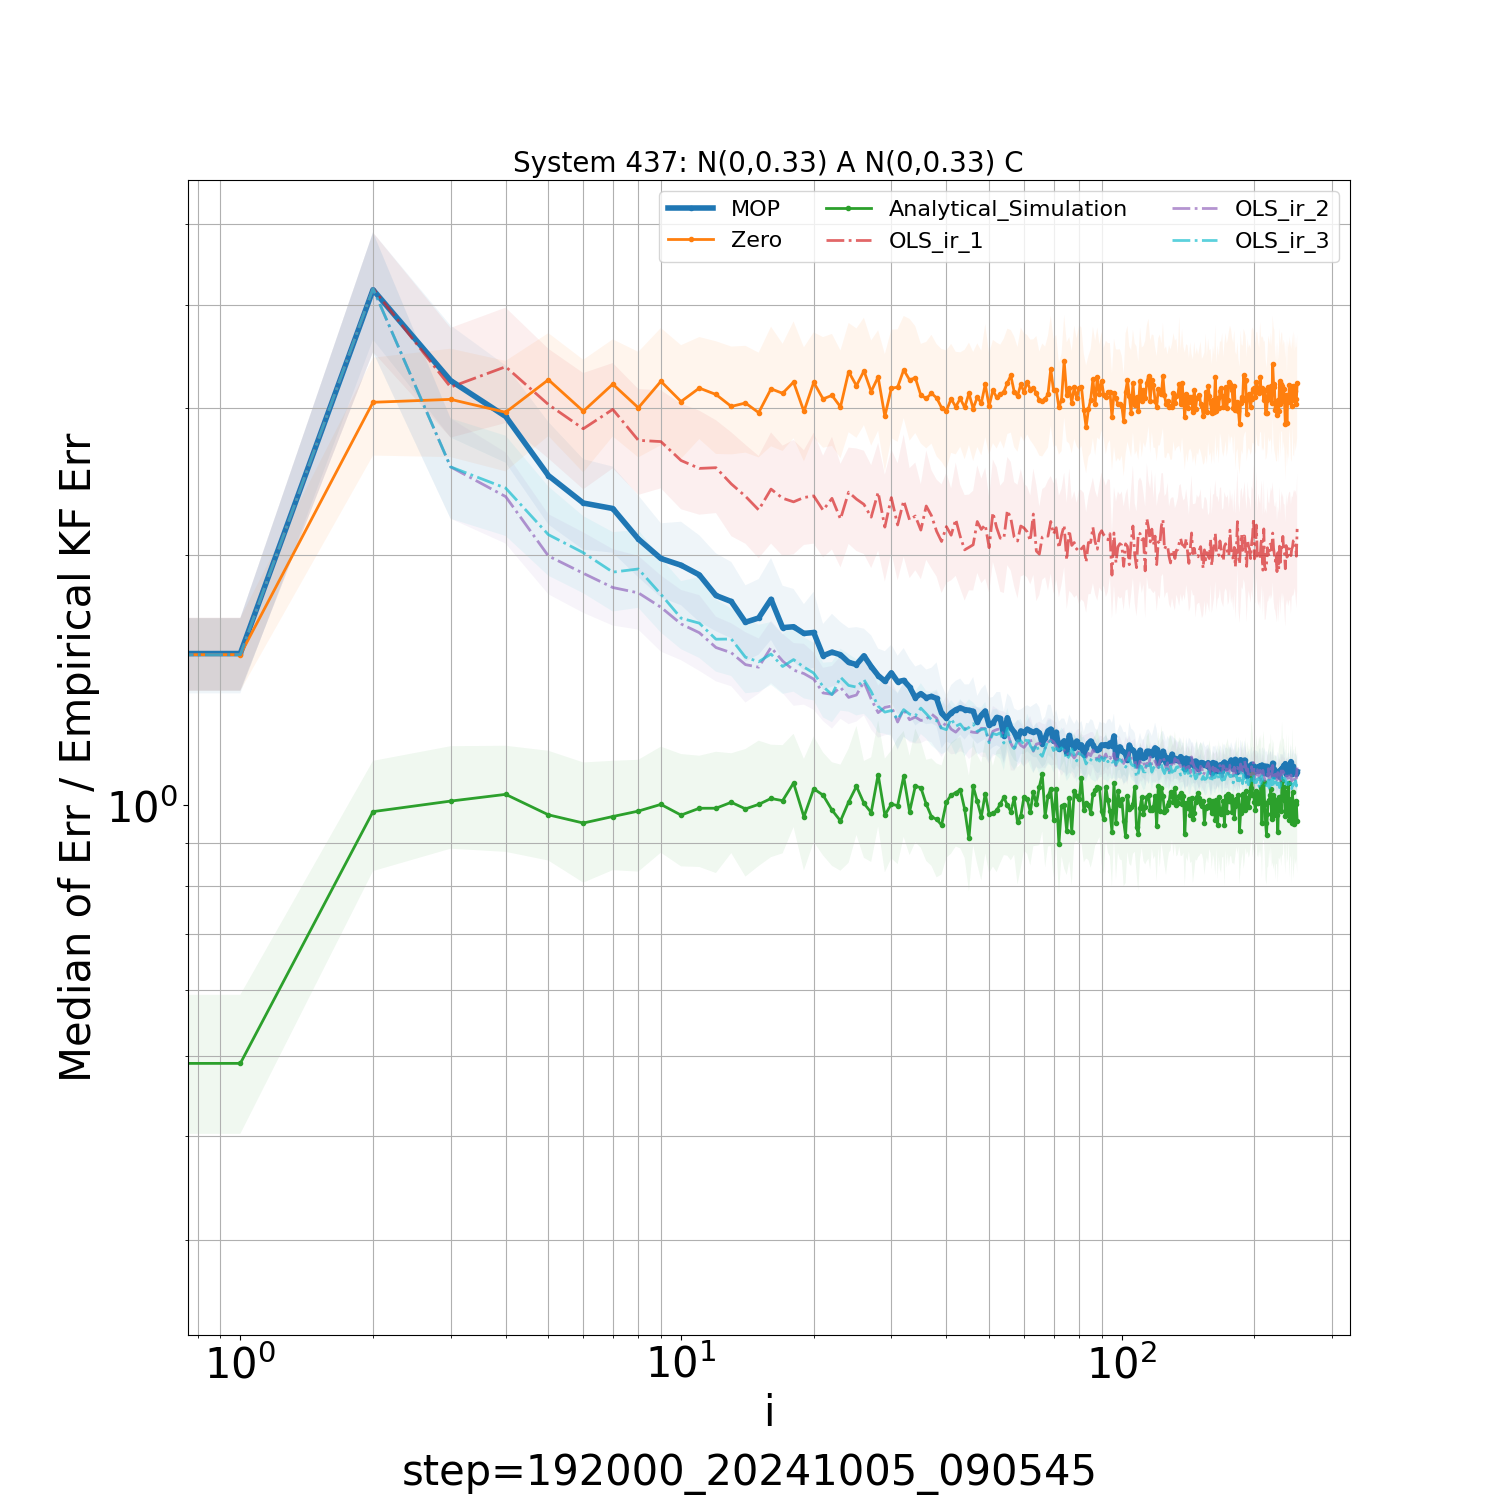 System 437: N(0,0.33) A N(0,0.33) C
MOP
Zero
Analytical_Simulation
OLS_ir_1
OLS_ir_2
OLS_ir_3
Median of Err / Empirical KF Err
10⁰
10⁰ 10¹ 10²
i
step=192000_20241005_090545